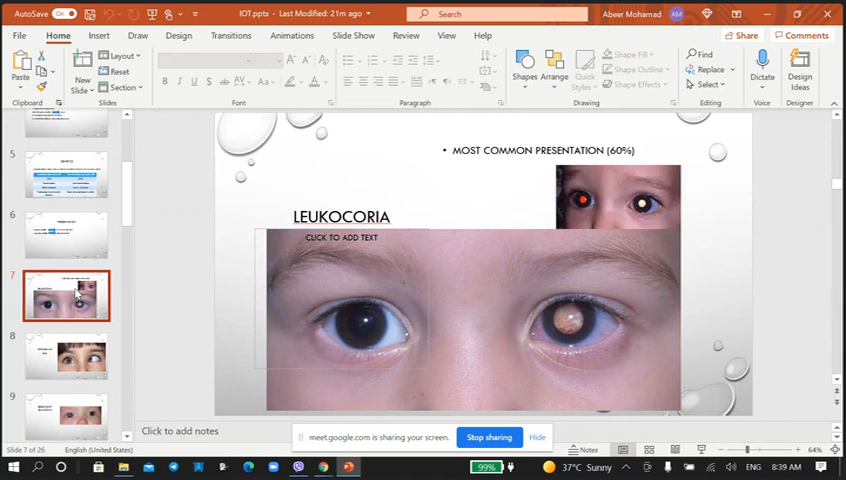 AutoSave Off
IOT.pptx - Last Modified: 21m ago
Search
Abeer Mohamad AM
File Home Insert Draw Design Transitions Animations Slide Show Review View Help
Share Comments
Paste
New
Slide
Layout
Reset
Section
Shapes
Arrange
Quick
Styles
Shape Fill
Shape Outline
Shape Effects
Find
Replace
Select
Dictate
Design
Ideas
Clipboard
Slides
Font
Paragraph
Drawing
Editing
Voice
Designer
5
6
7
8
9
• MOST COMMON PRESENTATION (60%)
LEUKOCORIA
CLICK TO ADD TEXT
Click to add notes
meet.google.com is sharing your screen.
Stop sharing
Hide
Slide 7 of 26
English (United States)
Notes
64%
99%
37°C Sunny
ENG
8:39 AM